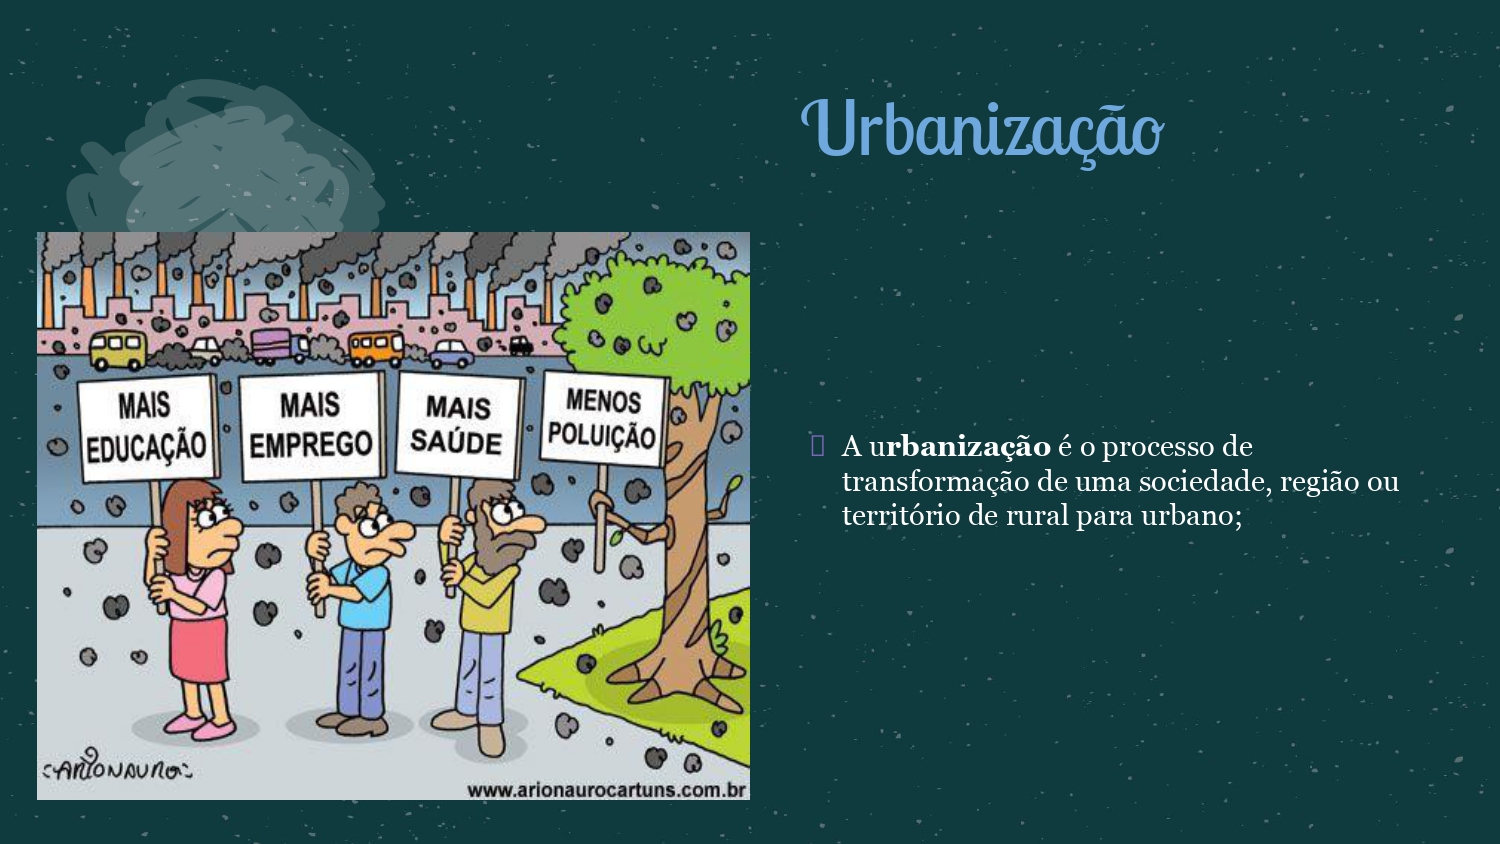 Urbanização
MAIS
EDUCAÇÃO
MAIS
EMPREGO
MAIS
SAÚDE
MENOS
POLUIÇÃO
ARIONAURO
www.arionaurocartuns.com.br
A urbanização é o processo de
transformação de uma sociedade, região ou
território de rural para urbano;